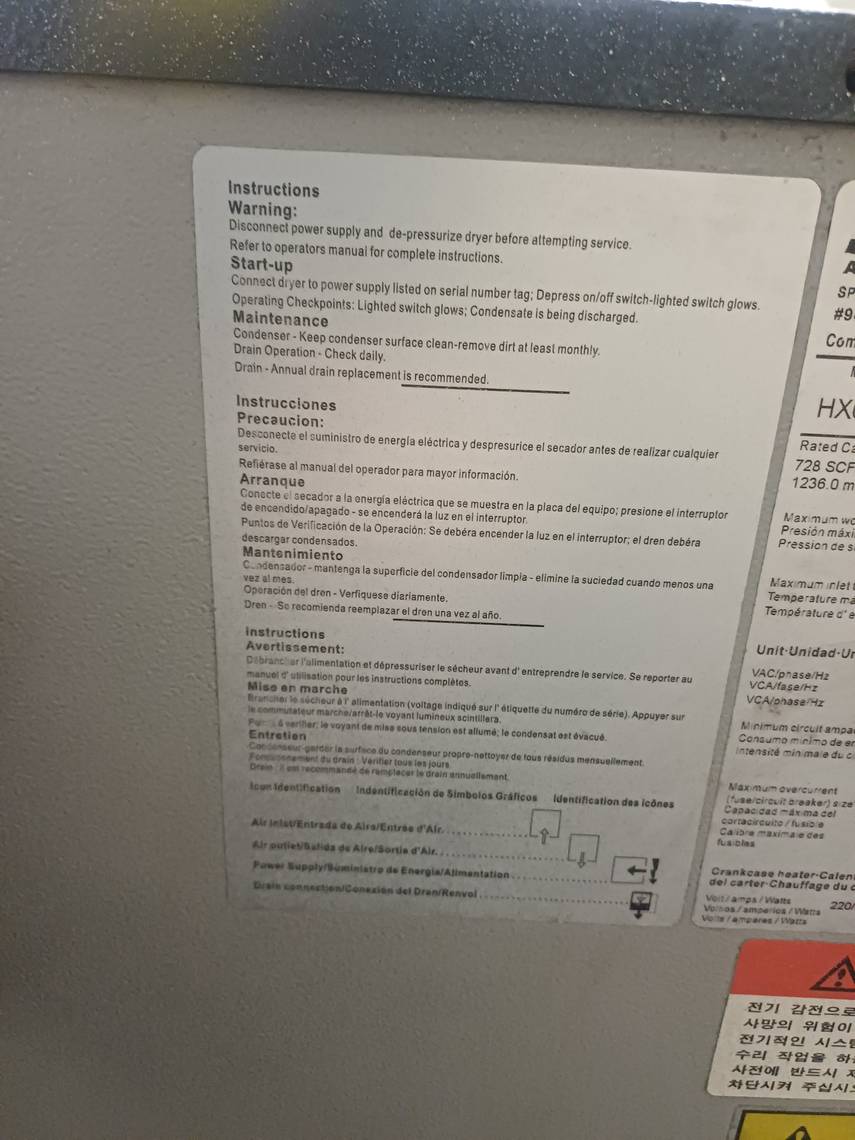 Instructions
Warning:
Disconnect power supply and de-pressurize dryer before attempting service.
Refer to operators manual for complete instructions.
Start-up
Connect dryer to power supply listed on serial number tag; Depress on/off switch-lighted switch glows.
Operating Checkpoints: Lighted switch glows; Condensate is being discharged.
Maintenance
Condenser - Keep condenser surface clean-remove dirt at least monthly.
Drain Operation - Check daily.
Drain - Annual drain replacement is recommended.
Instrucciones
Precaucion:
Desconecte el suministro de energía eléctrica y despresurice el secador antes de realizar cualquier
servicio.
Refiérase al manual del operador para mayor información.
Arranque
Conecte el secador a la energía eléctrica que se muestra en la placa del equipo; presione el interruptor
de encendido/apagado - se encenderá la luz en el interruptor.
Puntos de Verificación de la Operación: Se debéra encender la luz en el interruptor; el dren debéra
descargar condensados.
Mantenimiento
Condensador - mantenga la superficie del condensador limpia - elimine la suciedad cuando menos una
vez al mes.
Operación del dren - Verfiquese diariamente.
Dren - Se recomienda reemplazar el dren una vez al año.
Instructions
Avertissement:
Débrancher l'alimentation et dépressuriser le sécheur avant d' entreprendre le service. Se reporter au
manuel d' utilisation pour les instructions complètes.
Mise en marche
Brancher le sécheur à l' alimentation (voltage indiqué sur l' étiquette du numéro de série). Appuyer sur
le commutateur marche/arrêt-le voyant lumineux scintillera.
à verifier: le voyant de mise sous tension est allumé; le condensat est évacué.
Entretien
Condenseur-garder la surface du condenseur propre-nettoyer de tous résidus mensuellement.
Fonctionnement du drain : Vérifier tous les jours
Drain : il est recommandé de remplacer le drain annuellement
Icon Identification Indentificación de Simbolos Gráficos Identification des icônes
Air Inlet/Entrada de Aire/Entrée d'Air
Air outlet/Salida de Aire/Sortie d'Air
Power Supply/Suministro de Energía/Alimentation
Drain connection/Conexión del Dren/Renvoi
SP
#9
Com
HX
Rated Ca
728 SCF
1236.0 m
Maximum wo
Presión máxi
Pression de s
Maximum inlet t
Temperature má
Température d' e
Unit·Unidad·Un
VAC/phase/Hz
VCA/fase/Hz
VCA/phase/Hz
Minimum circuit ampa
Consumo minimo de en
Intensité minimale du ci
Maximum overcurrent
(fuse/circuit breaker) size
Capacidad máxima del
cortacircuito / fusible
Calibre maximale des
fusibles
Crankcase heater·Calen
del carter·Chauffage du c
Volt / amps / Watts
Voltios / amperios / Watts
Volts / amperes / Watts
220/
전기 감전으로
사망의 위험이
전기적인 시스템
수리 작업을 하
사전에 반드시
차단시켜 주십시